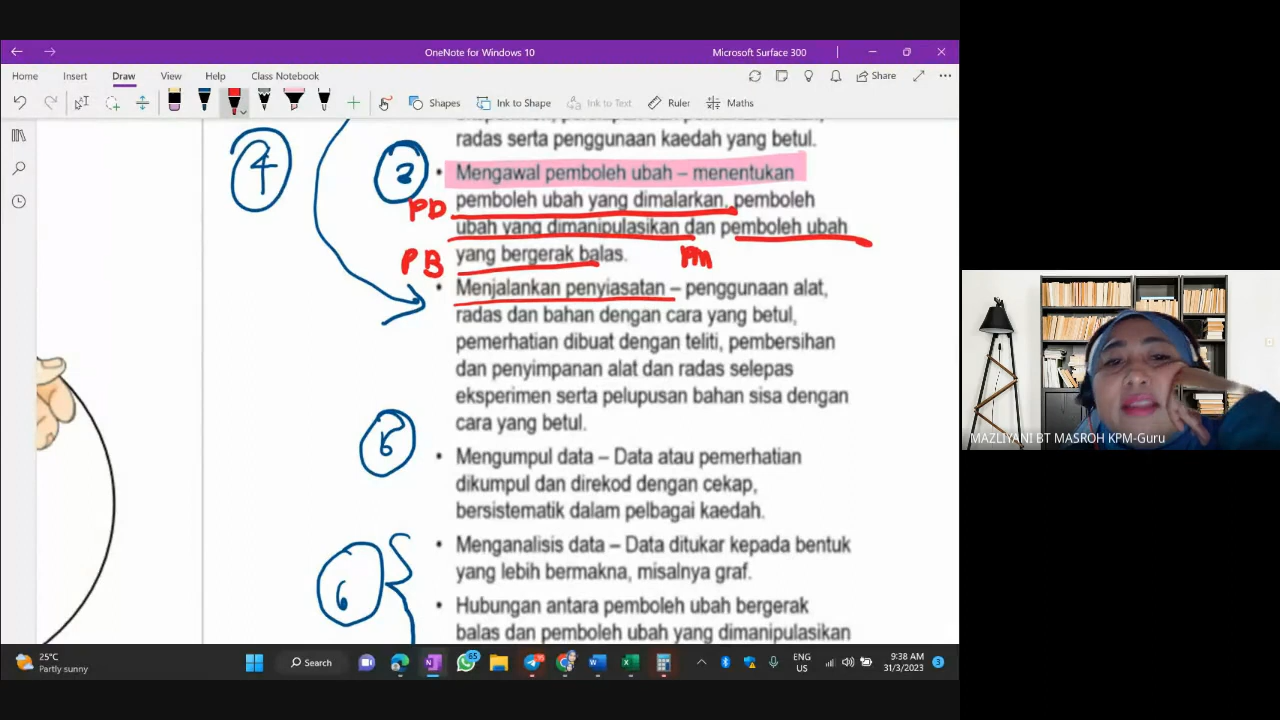 OneNote for Windows 10
Microsoft Surface 300
Home Insert Draw View Help Class Notebook
Share
Shapes Ink to Shape Ink to Text Ruler Maths
radas serta penggunaan kaedah yang betul.
4
3
• Mengawal pemboleh ubah – menentukan
PD
pemboleh ubah yang dimalarkan, pemboleh
ubah yang dimanipulasikan dan pemboleh ubah
PB
yang bergerak balas.
PM
• Menjalankan penyiasatan – penggunaan alat,
radas dan bahan dengan cara yang betul,
pemerhatian dibuat dengan teliti, pembersihan
dan penyimpanan alat dan radas selepas
eksperimen serta pelupusan bahan sisa dengan
cara yang betul.
• Mengumpul data – Data atau pemerhatian
dikumpul dan direkod dengan cekap,
bersistematik dalam pelbagai kaedah.
• Menganalisis data – Data ditukar kepada bentuk
yang lebih bermakna, misalnya graf.
6
• Hubungan antara pemboleh ubah bergerak
balas dan pemboleh ubah yang dimanipulasikan
MAZLIYANI BT MASROH KPM-Guru
25°C
Partly sunny
Search
65
ENG
US
9:38 AM
31/3/2023
3